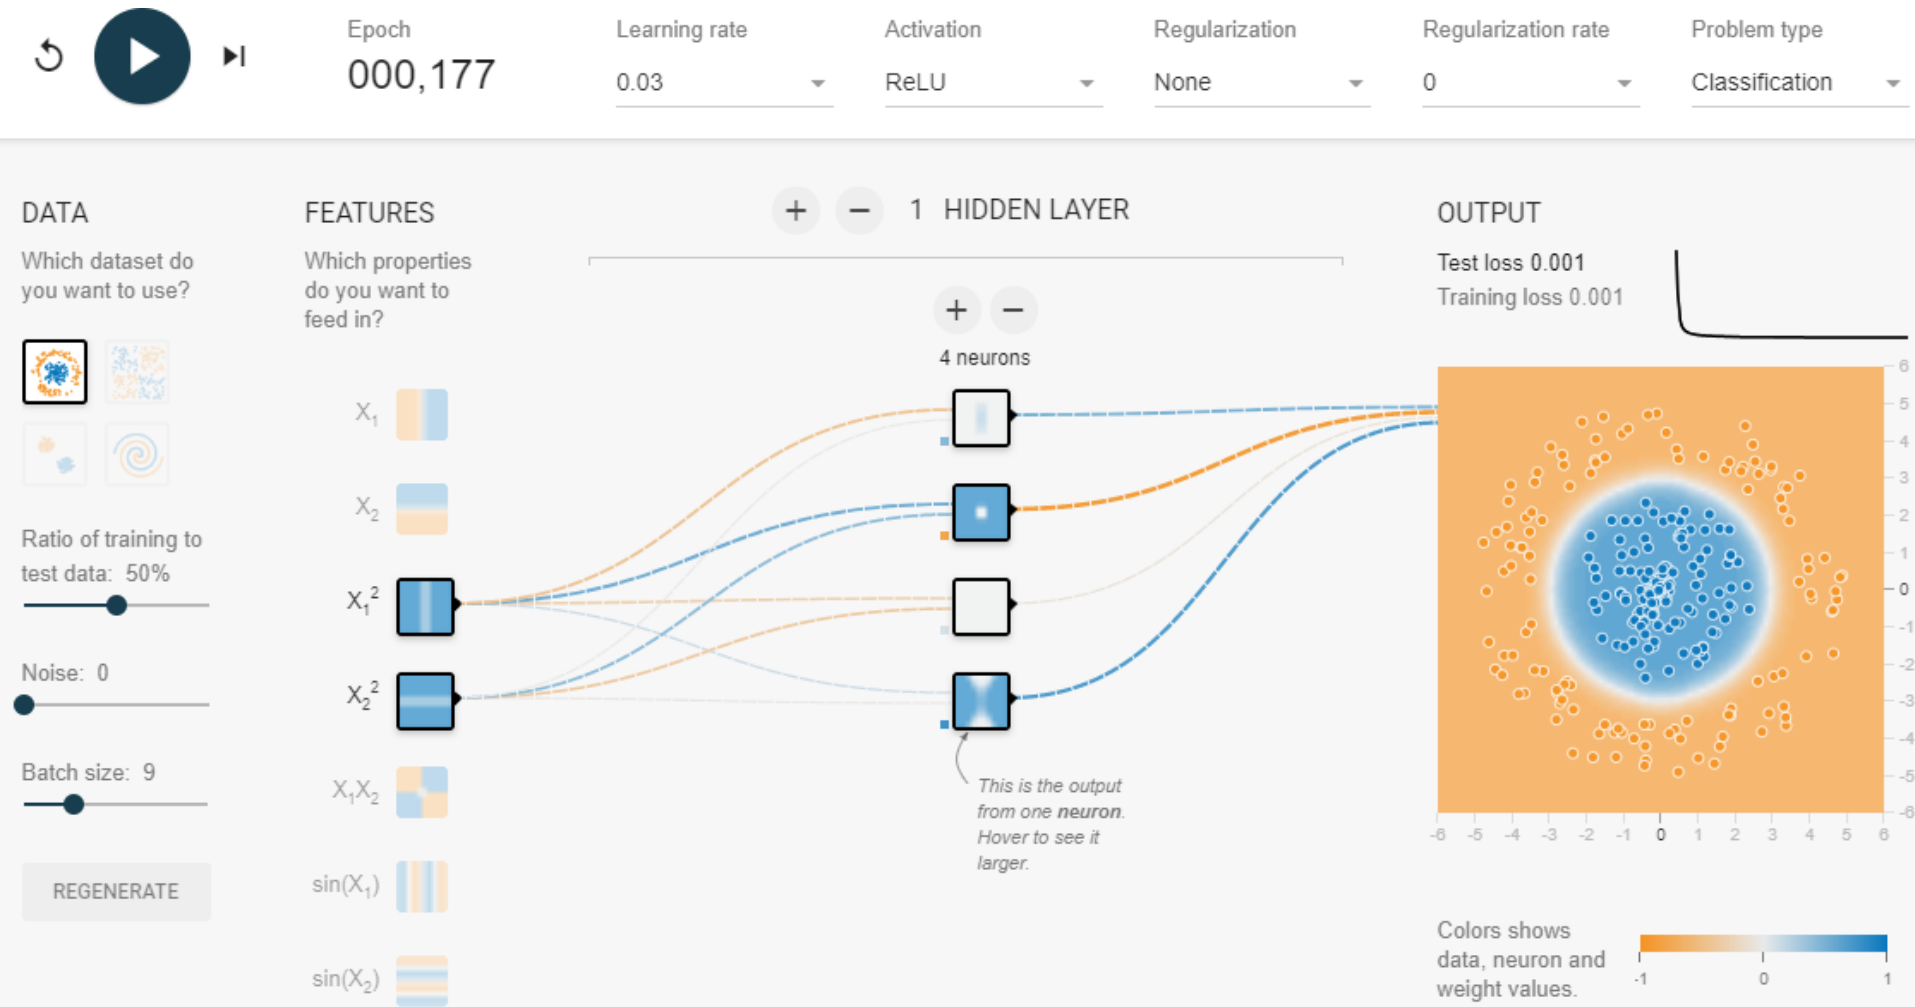 Epoch
000,177
Learning rate
0.03
Activation
ReLU
Regularization
None
Regularization rate
0
Problem type
Classification
DATA
Which dataset do
you want to use?
Ratio of training to
test data: 50%
Noise: 0
Batch size: 9
REGENERATE
FEATURES
Which properties
do you want to
feed in?
X₁
X₂
X₁²
X₂²
X₁X₂
sin(X₁)
sin(X₂)
1 HIDDEN LAYER
4 neurons
This is the output
from one neuron.
Hover to see it
larger.
OUTPUT
Test loss 0.001
Training loss 0.001
6
5
4
3
2
1
0
-1
-2
-3
-4
-5
-6
-6 -5 -4 -3 -2 -1 0 1 2 3 4 5 6
Colors shows
data, neuron and
weight values.
-1 0 1